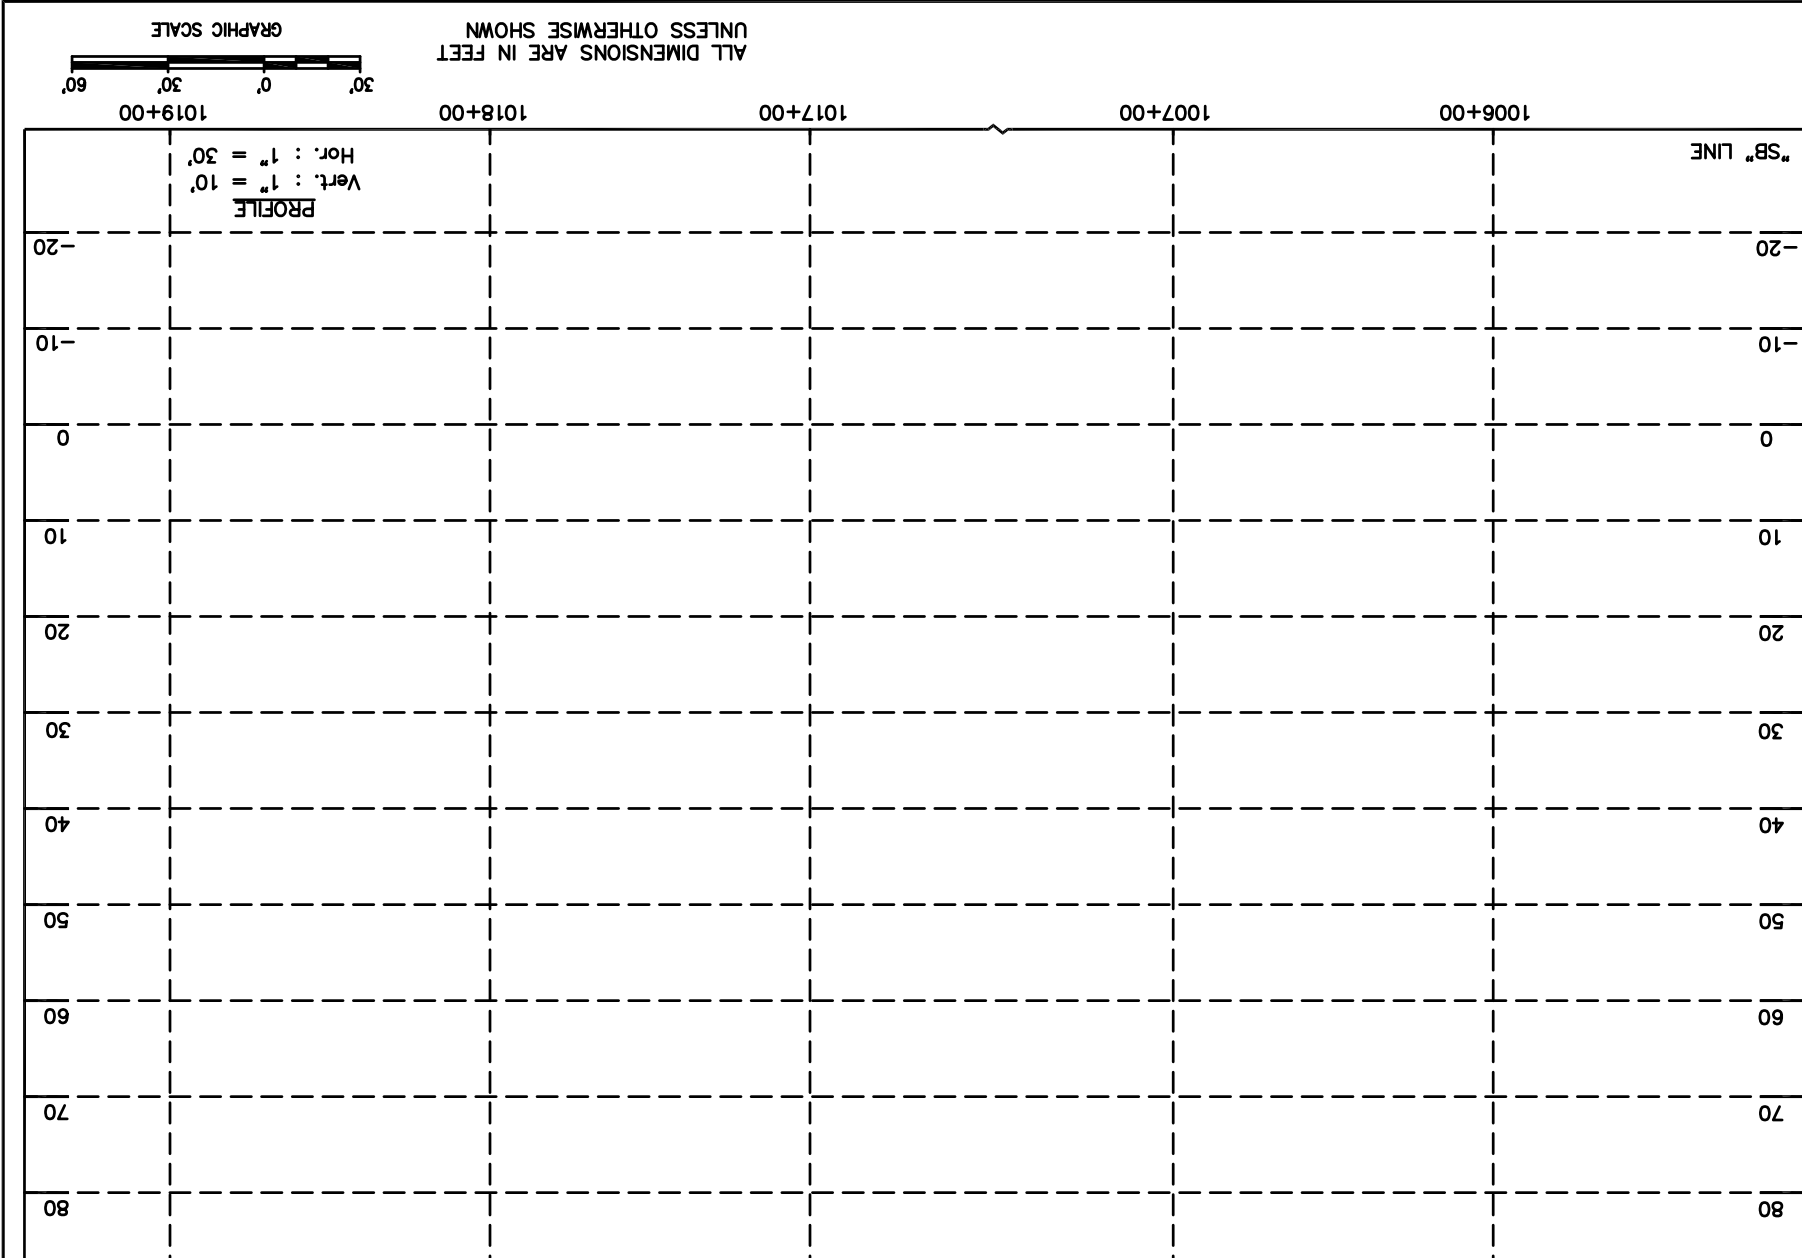 80 80
70 70
60 60
50 50
40 40
30 30
20 20
10 10
0 0
-10 -10
-20 -20
PROFILE
Vert. : 1" = 10'
Hor. : 1" = 30'
"SB" LINE
1006+00 1007+00 1017+00 1018+00 1019+00
30' 0' 30' 60'
ALL DIMENSIONS ARE IN FEET
UNLESS OTHERWISE SHOWN
GRAPHIC SCALE